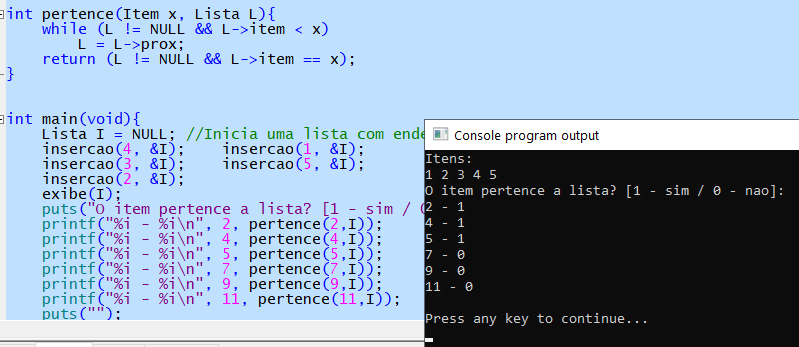 int pertence(Item x, Lista L){
while (L != NULL && L->item < x)
L = L->prox;
return (L != NULL && L->item == x);
}
int main(void){
Lista I = NULL; //Inicia uma lista com
insercao(4, &I); insercao(1, &I);
insercao(3, &I); insercao(5, &I);
insercao(2, &I);
exibe(I);
puts("O item pertence a lista? [1 - sim /
printf("%i - %i\n", 2, pertence(2,I));
printf("%i - %i\n", 4, pertence(4,I));
printf("%i - %i\n", 5, pertence(5,I));
printf("%i - %i\n", 7, pertence(7,I));
printf("%i - %i\n", 9, pertence(9,I));
printf("%i - %i\n", 11, pertence(11,I));
puts("");
Console program output
Itens:
1 2 3 4 5
O item pertence a lista? [1 - sim / 0 - nao]:
2 - 1
4 - 1
5 - 1
7 - 0
9 - 0
11 - 0
Press any key to continue...